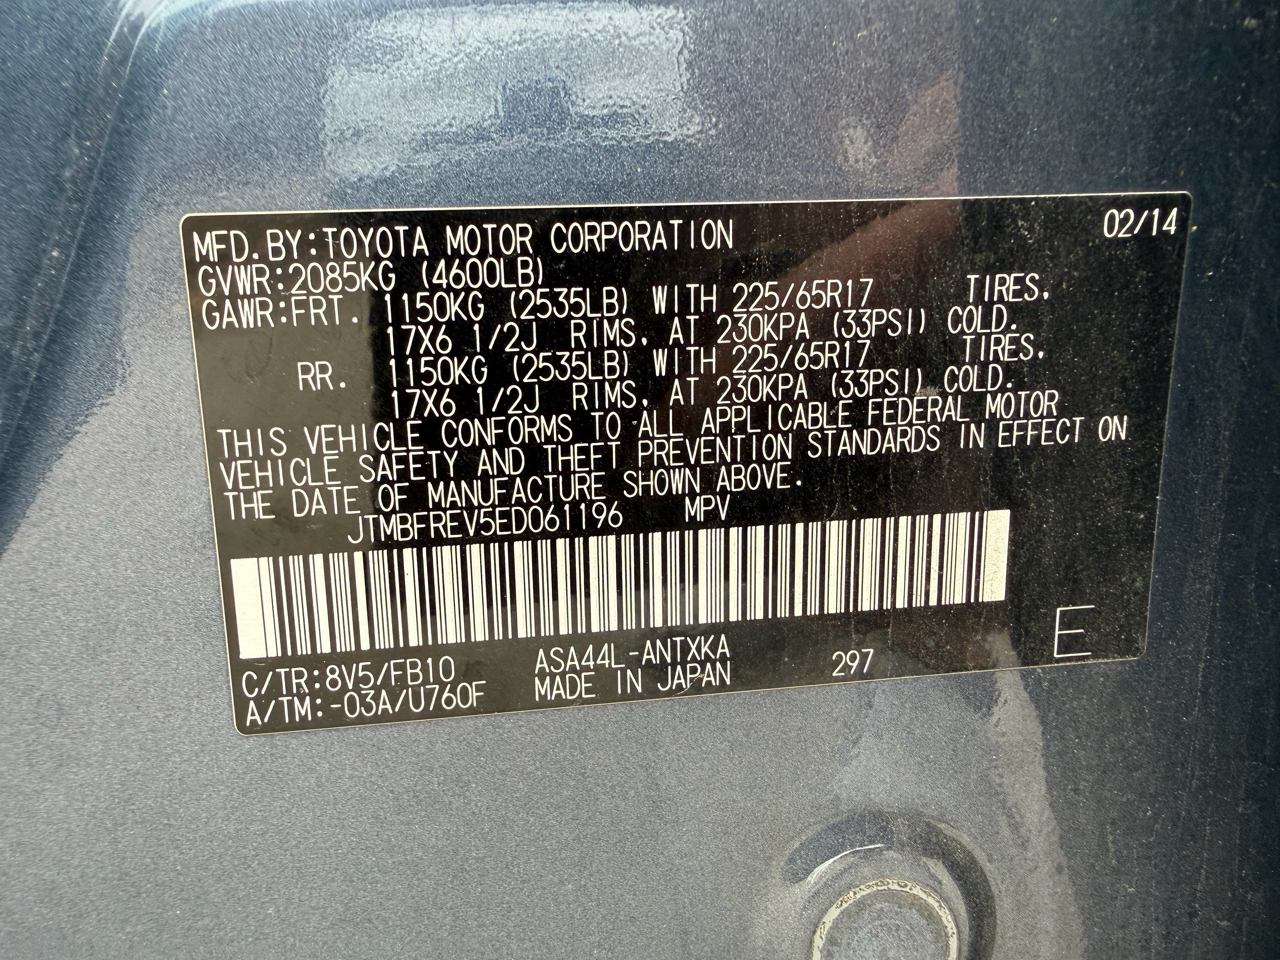 MFD.BY:TOYOTA MOTOR CORPORATION 02/14
GVWR:2085KG (4600LB)
GAWR:FRT. 1150KG (2535LB) WITH 225/65R17 TIRES,
17X6 1/2J RIMS, AT 230KPA (33PSI) COLD.
RR. 1150KG (2535LB) WITH 225/65R17 TIRES,
17X6 1/2J RIMS, AT 230KPA (33PSI) COLD.
THIS VEHICLE CONFORMS TO ALL APPLICABLE FEDERAL MOTOR
VEHICLE SAFETY AND THEFT PREVENTION STANDARDS IN EFFECT ON
THE DATE OF MANUFACTURE SHOWN ABOVE.
JTMBFREV5ED061196 MPV
C/TR:8V5/FB10 ASA44L-ANTXKA 297 E
A/TM:-03A/U760F MADE IN JAPAN